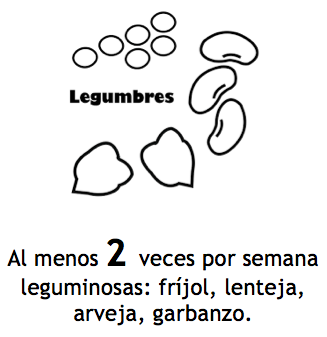 Legumbres
Al menos 2 veces por semana
leguminosas: fríjol, lenteja,
arveja, garbanzo.